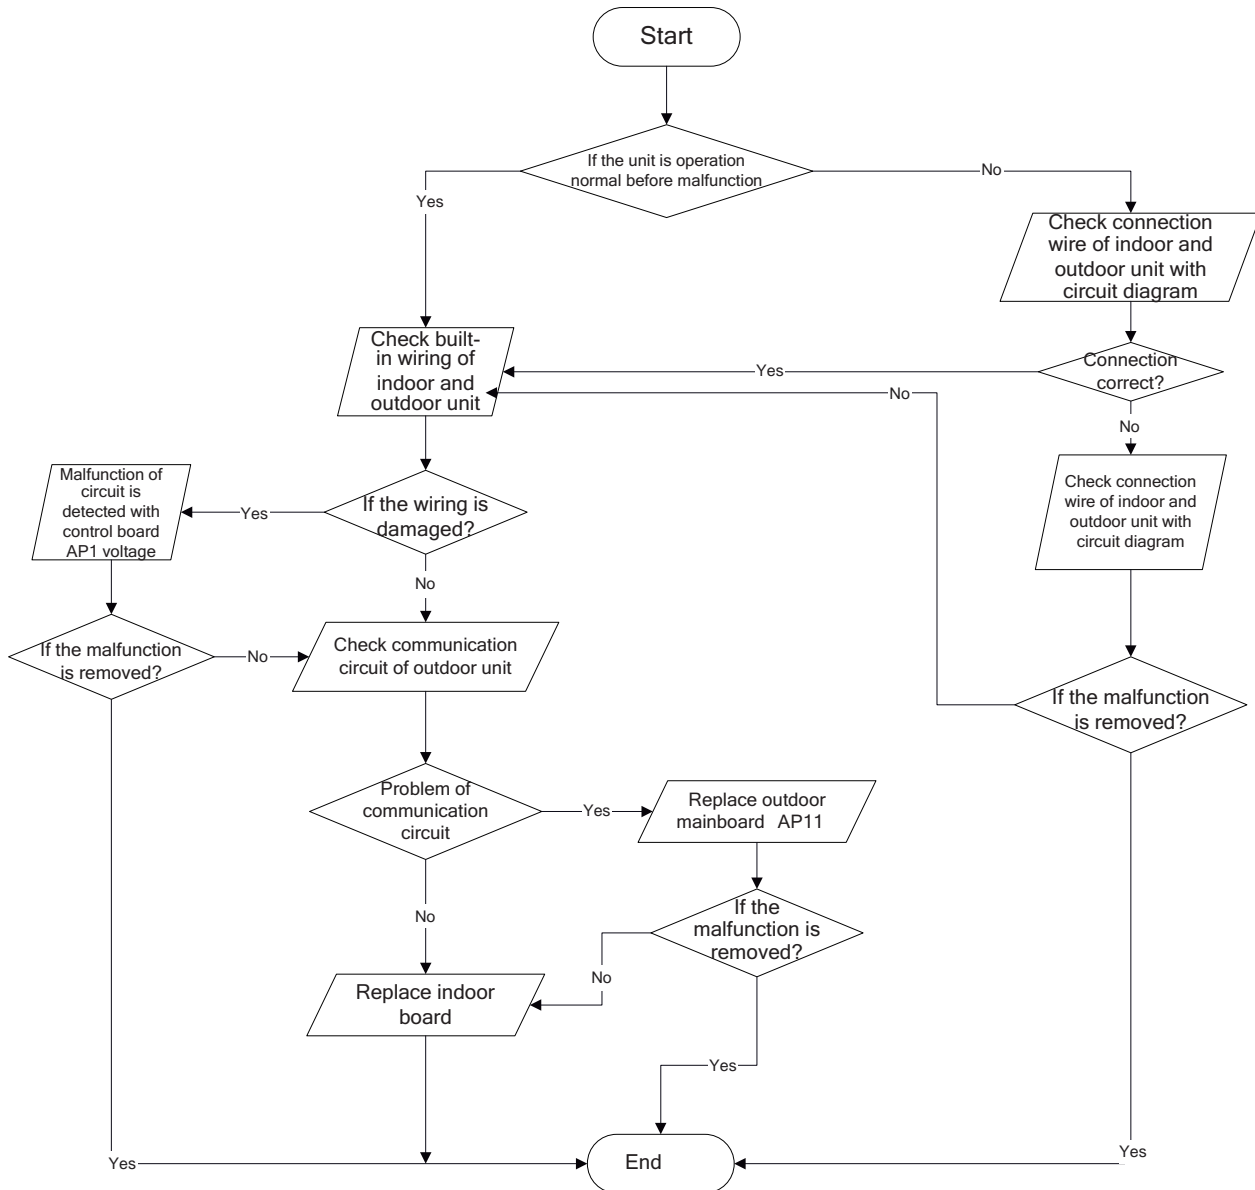 Start
If the unit is operation
normal before malfunction
No
Yes
Check connection
wire of indoor and
outdoor unit with
circuit diagram
Check built-
in wiring of
indoor and
outdoor unit
Yes
Connection
correct?
No
No
Malfunction of
circuit is
detected with
control board
AP1 voltage
Yes
If the wiring is
damaged?
Check connection
wire of indoor and
outdoor unit with
circuit diagram
No
If the malfunction
is removed?
No
Check communication
circuit of outdoor unit
If the malfunction
is removed?
Problem of
communication
circuit
Yes
Replace outdoor
mainboard AP11
No
If the
malfunction is
removed?
No
Replace indoor
board
Yes
Yes
End
Yes